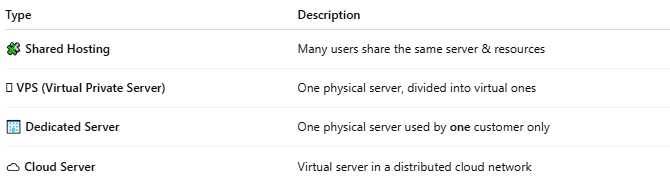 Type Description
🧩 Shared Hosting Many users share the same server & resources
▯ VPS (Virtual Private Server) One physical server, divided into virtual ones
🏢 Dedicated Server One physical server used by one customer only
☁ Cloud Server Virtual server in a distributed cloud network